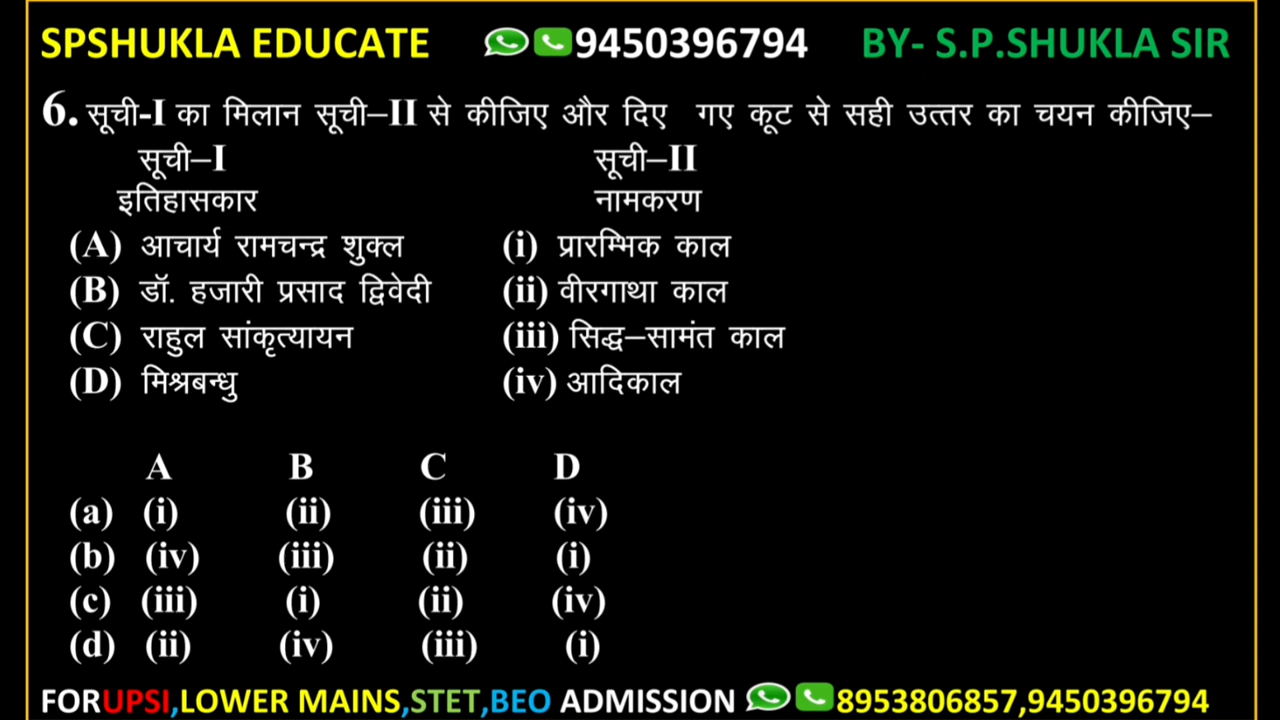 SPSHUKLA EDUCATE 9450396794 BY- S.P.SHUKLA SIR
6. सूची-I का मिलान सूची–II से कीजिए और दिए गए कूट से सही उत्तर का चयन कीजिए–
सूची–I सूची–II
इतिहासकार नामकरण
(A) आचार्य रामचन्द्र शुक्ल (i) प्रारम्भिक काल
(B) डॉ. हजारी प्रसाद द्विवेदी (ii) वीरगाथा काल
(C) राहुल सांकृत्यायन (iii) सिद्ध–सामंत काल
(D) मिश्रबन्धु (iv) आदिकाल
A B C D
(a) (i) (ii) (iii) (iv)
(b) (iv) (iii) (ii) (i)
(c) (iii) (i) (ii) (iv)
(d) (ii) (iv) (iii) (i)
FOR UPSI,LOWER MAINS,STET,BEO ADMISSION 8953806857,9450396794